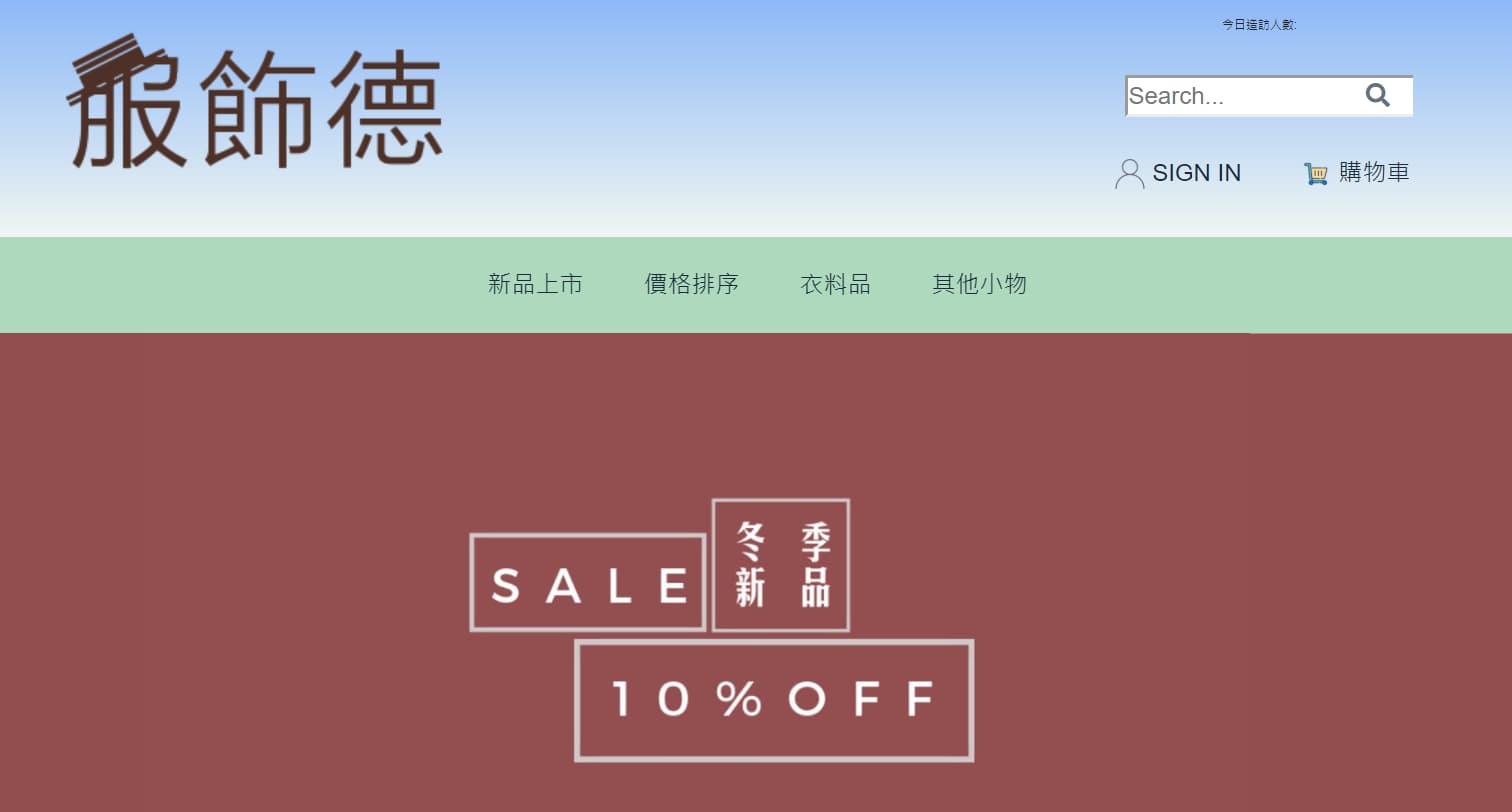 今日造訪人數:
服飾德
Search...
SIGN IN
購物車
新品上市 價格排序 衣料品 其他小物
冬季
新品
SALE
10%OFF